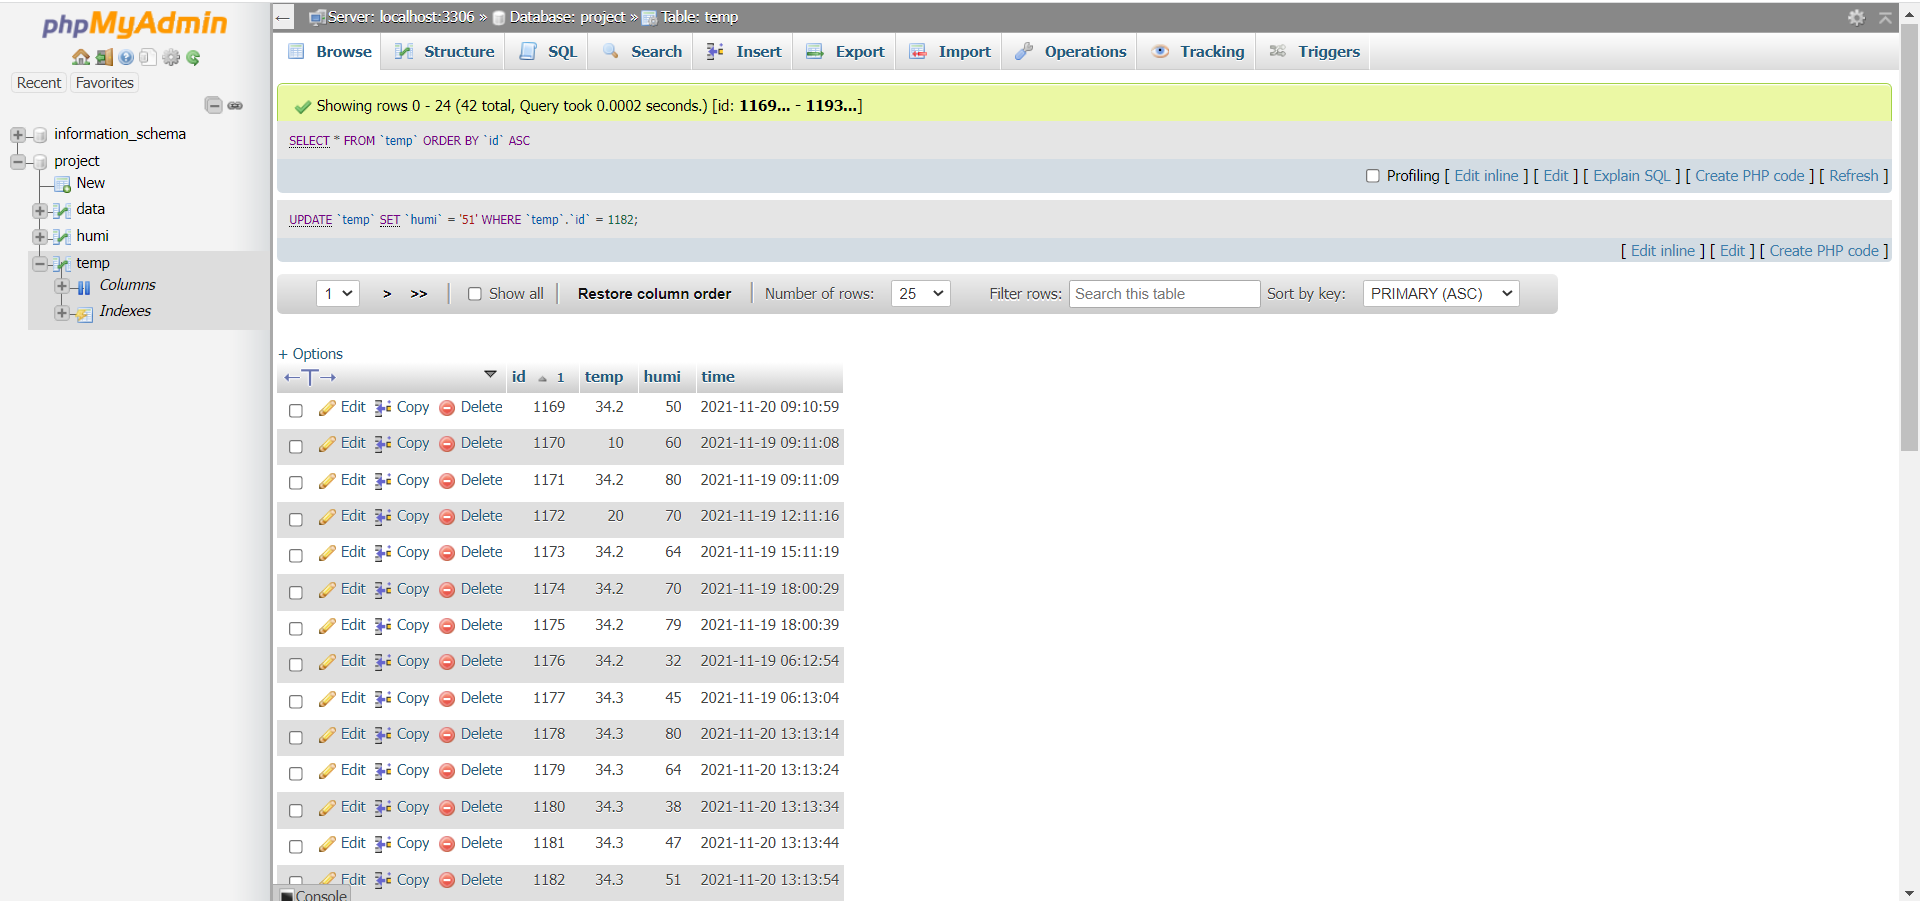 phpMyAdmin
Recent Favorites
information_schema
project
New
data
humi
temp
Columns
Indexes
Server: localhost:3306 » Database: project » Table: temp
Browse Structure SQL Search Insert Export Import Operations Tracking Triggers
Showing rows 0 - 24 (42 total, Query took 0.0002 seconds.) [id: 1169... - 1193...]
SELECT * FROM `temp` ORDER BY `id` ASC
Profiling [ Edit inline ] [ Edit ] [ Explain SQL ] [ Create PHP code ] [ Refresh ]
UPDATE `temp` SET `humi` = '51' WHERE `temp`.`id` = 1182;
[ Edit inline ] [ Edit ] [ Create PHP code ]
1 > >> Show all Restore column order Number of rows: 25 Filter rows: Search this table Sort by key: PRIMARY (ASC)
+ Options
←T→ id 1 temp humi time
Edit Copy Delete 1169 34.2 50 2021-11-20 09:10:59
Edit Copy Delete 1170 10 60 2021-11-19 09:11:08
Edit Copy Delete 1171 34.2 80 2021-11-19 09:11:09
Edit Copy Delete 1172 20 70 2021-11-19 12:11:16
Edit Copy Delete 1173 34.2 64 2021-11-19 15:11:19
Edit Copy Delete 1174 34.2 70 2021-11-19 18:00:29
Edit Copy Delete 1175 34.2 79 2021-11-19 18:00:39
Edit Copy Delete 1176 34.2 32 2021-11-19 06:12:54
Edit Copy Delete 1177 34.3 45 2021-11-19 06:13:04
Edit Copy Delete 1178 34.3 80 2021-11-20 13:13:14
Edit Copy Delete 1179 34.3 64 2021-11-20 13:13:24
Edit Copy Delete 1180 34.3 38 2021-11-20 13:13:34
Edit Copy Delete 1181 34.3 47 2021-11-20 13:13:44
Edit Copy Delete 1182 34.3 51 2021-11-20 13:13:54
Console